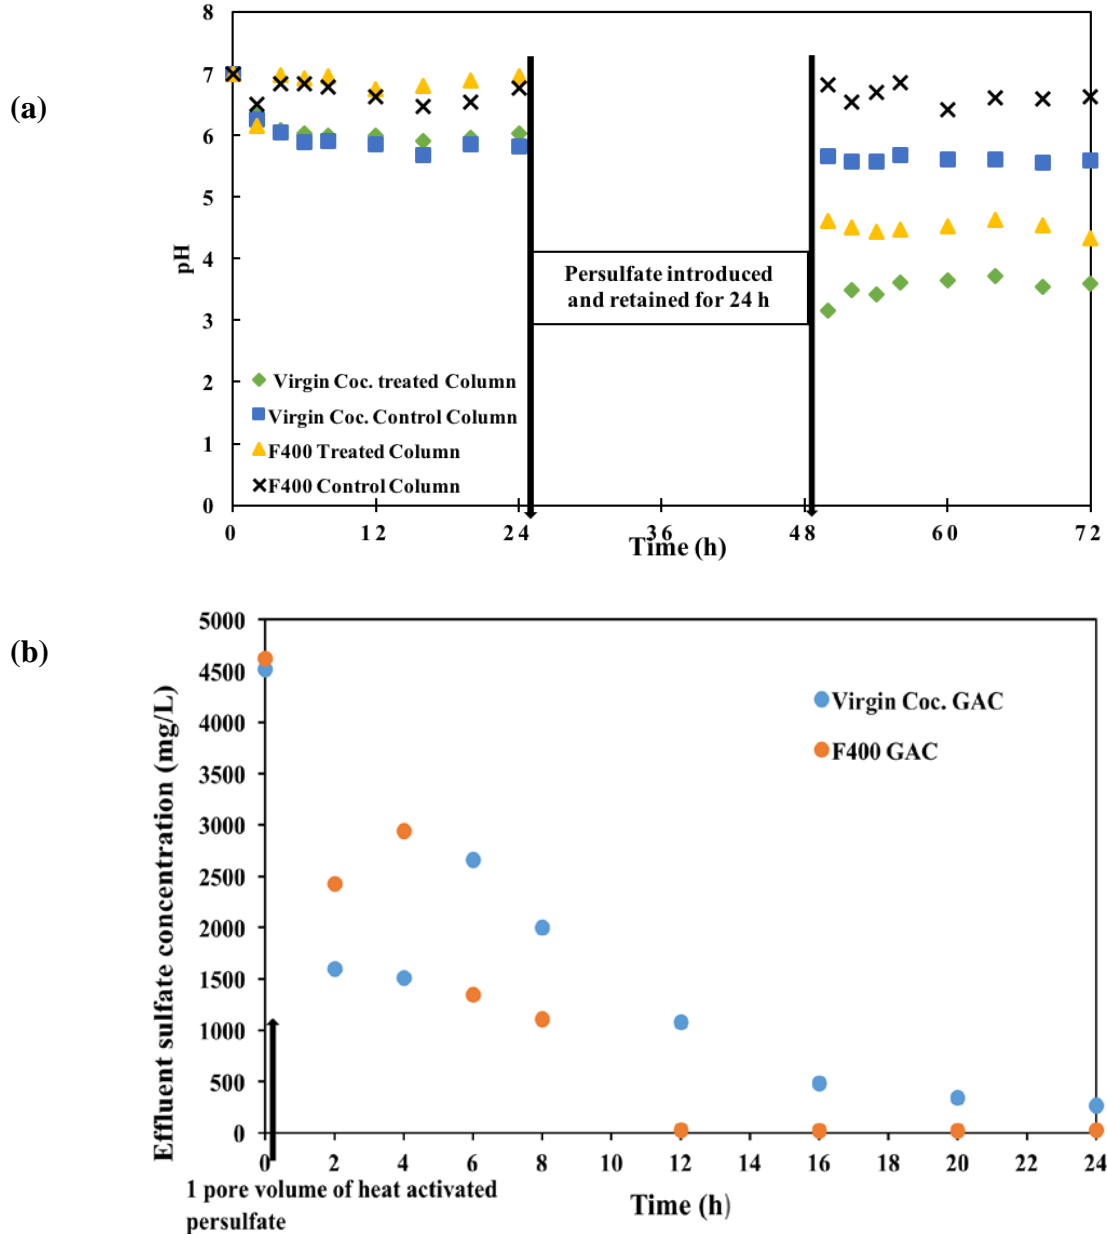 (a)
8
7
6
5
4
3
2
1
0
pH
Persulfate introduced
and retained for 24 h
Virgin Coc. treated Column
Virgin Coc. Control Column
F400 Treated Column
F400 Control Column
0 12 24 36 48 60 72
Time (h)
(b)
5000
4500
4000
3500
3000
2500
2000
1500
1000
500
0
Effluent sulfate concentration (mg/L)
Virgin Coc. GAC
F400 GAC
0 2 4 6 8 10 12 14 16 18 20 22 24
1 pore volume of heat activated
persulfate
Time (h)